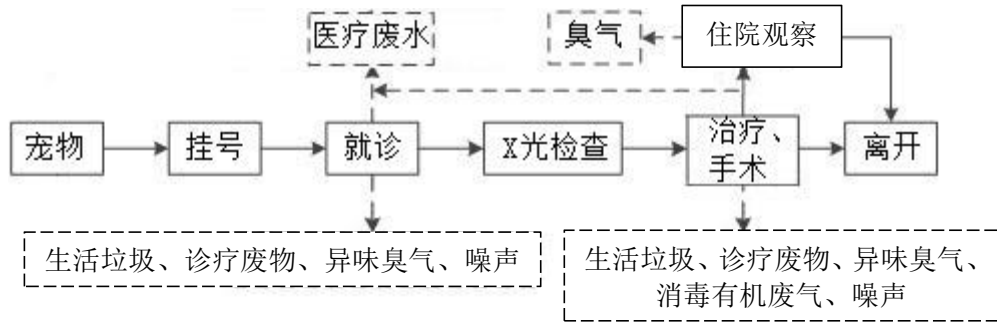 医疗废水
臭气
住院观察
宠物
挂号
就诊
X光检查
治疗、
手术
离开
生活垃圾、诊疗废物、异味臭气、噪声
生活垃圾、诊疗废物、异味臭气、
消毒有机废气、噪声